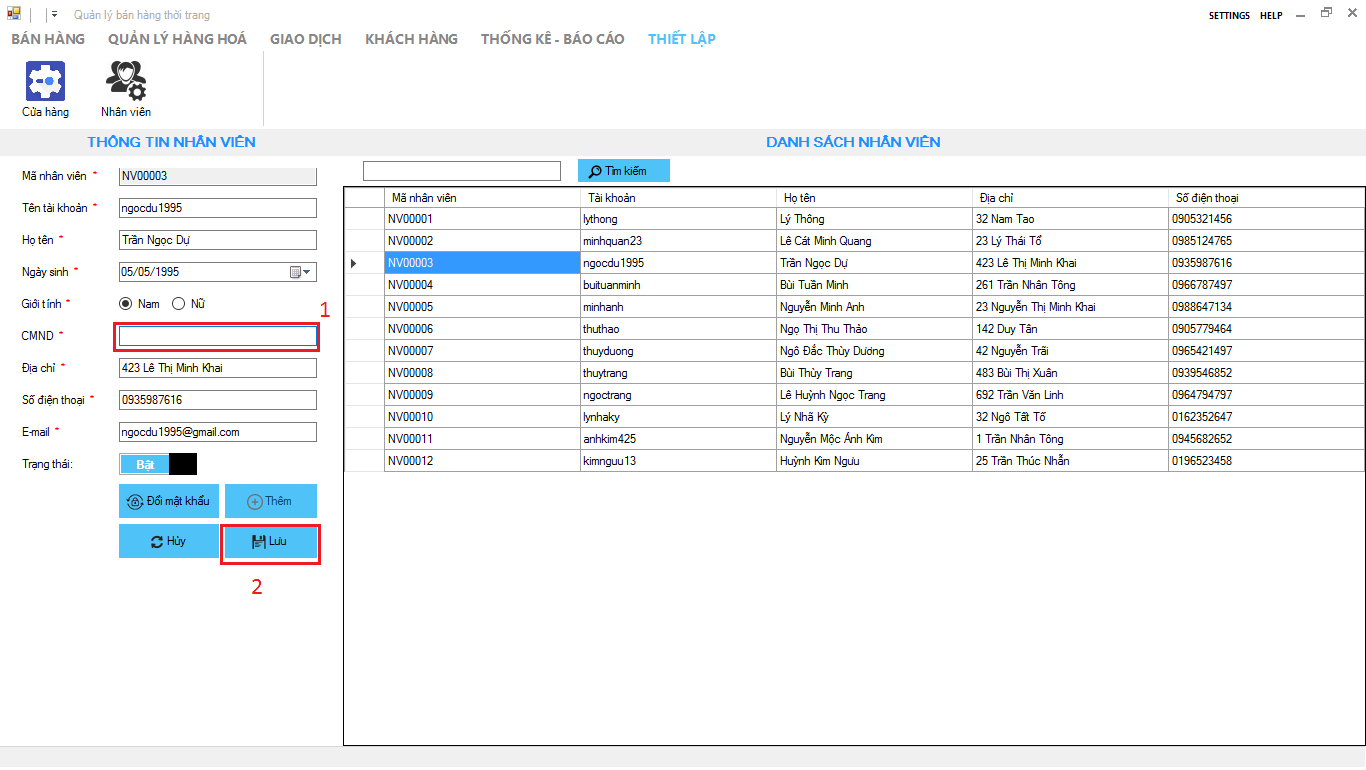 Quản lý bán hàng thời trang
SETTINGS HELP
BÁN HÀNG QUẢN LÝ HÀNG HOÁ GIAO DỊCH KHÁCH HÀNG THỐNG KÊ - BÁO CÁO THIẾT LẬP
Cửa hàng Nhân viên
THÔNG TIN NHÂN VIÊN
Mã nhân viên * NV00003
Tên tài khoản * ngocdu1995
Họ tên * Trần Ngọc Dự
Ngày sinh * 05/05/1995
Giới tính * Nam Nữ
1
CMND *
Địa chỉ * 423 Lê Thị Minh Khai
Số điện thoại * 0935987616
E-mail * ngocdu1995@gmail.com
Trạng thái: Bật
Đổi mật khẩu Thêm
Hủy Lưu
2
DANH SÁCH NHÂN VIÊN
Tìm kiếm
Mã nhân viên Tài khoản Họ tên Địa chỉ Số điện thoại
NV00001 lythong Lý Thông 32 Nam Tao 0905321456
NV00002 minhquan23 Lê Cát Minh Quang 23 Lý Thái Tổ 0985124765
NV00003 ngocdu1995 Trần Ngọc Dự 423 Lê Thị Minh Khai 0935987616
NV00004 buituanminh Bùi Tuấn Minh 261 Trần Nhân Tông 0966787497
NV00005 minhanh Nguyễn Minh Anh 23 Nguyễn Thị Minh Khai 0988647134
NV00006 thuthao Ngọ Thị Thu Thảo 142 Duy Tân 0905779464
NV00007 thuyduong Ngô Đắc Thùy Dương 42 Nguyễn Trãi 0965421497
NV00008 thuytrang Bùi Thùy Trang 483 Bùi Thị Xuân 0939546852
NV00009 ngoctrang Lê Huỳnh Ngọc Trang 692 Trần Văn Linh 0964794797
NV00010 lynhaky Lý Nhã Kỳ 32 Ngô Tất Tố 0162352647
NV00011 anhkim425 Nguyễn Mộc Ánh Kim 1 Trần Nhân Tông 0945682652
NV00012 kimnguu13 Huỳnh Kim Ngưu 25 Trần Thúc Nhẫn 0196523458